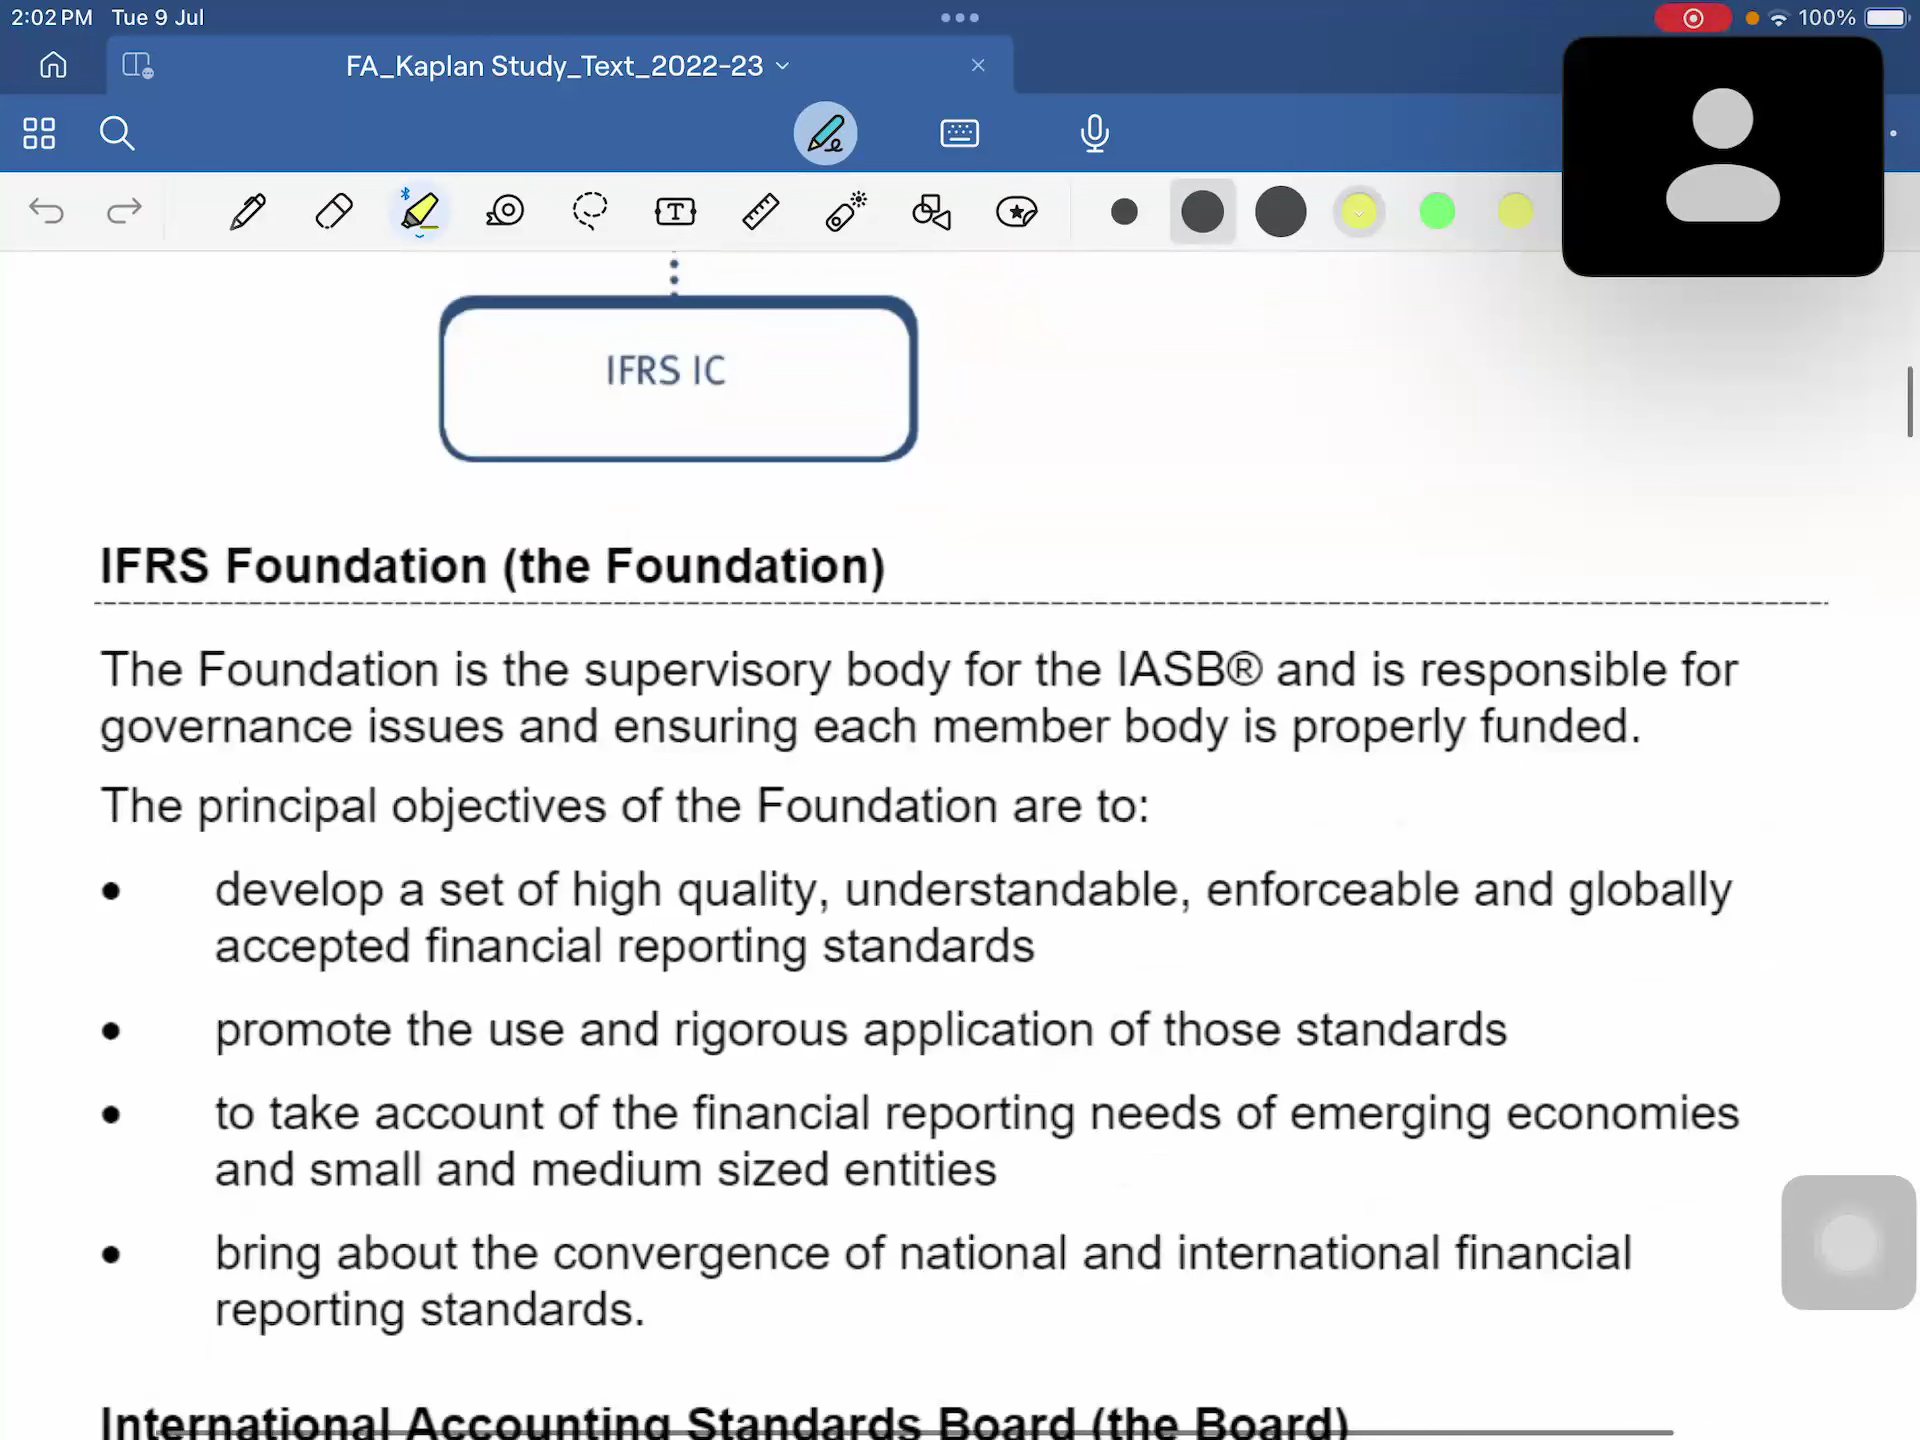 2:02 PM Tue 9 Jul
100%
FA_Kaplan Study_Text_2022-23
IFRS IC
IFRS Foundation (the Foundation)
The Foundation is the supervisory body for the IASB® and is responsible for
governance issues and ensuring each member body is properly funded.
The principal objectives of the Foundation are to:
• develop a set of high quality, understandable, enforceable and globally
accepted financial reporting standards
• promote the use and rigorous application of those standards
• to take account of the financial reporting needs of emerging economies
and small and medium sized entities
• bring about the convergence of national and international financial
reporting standards.
International Accounting Standards Board (the Board)